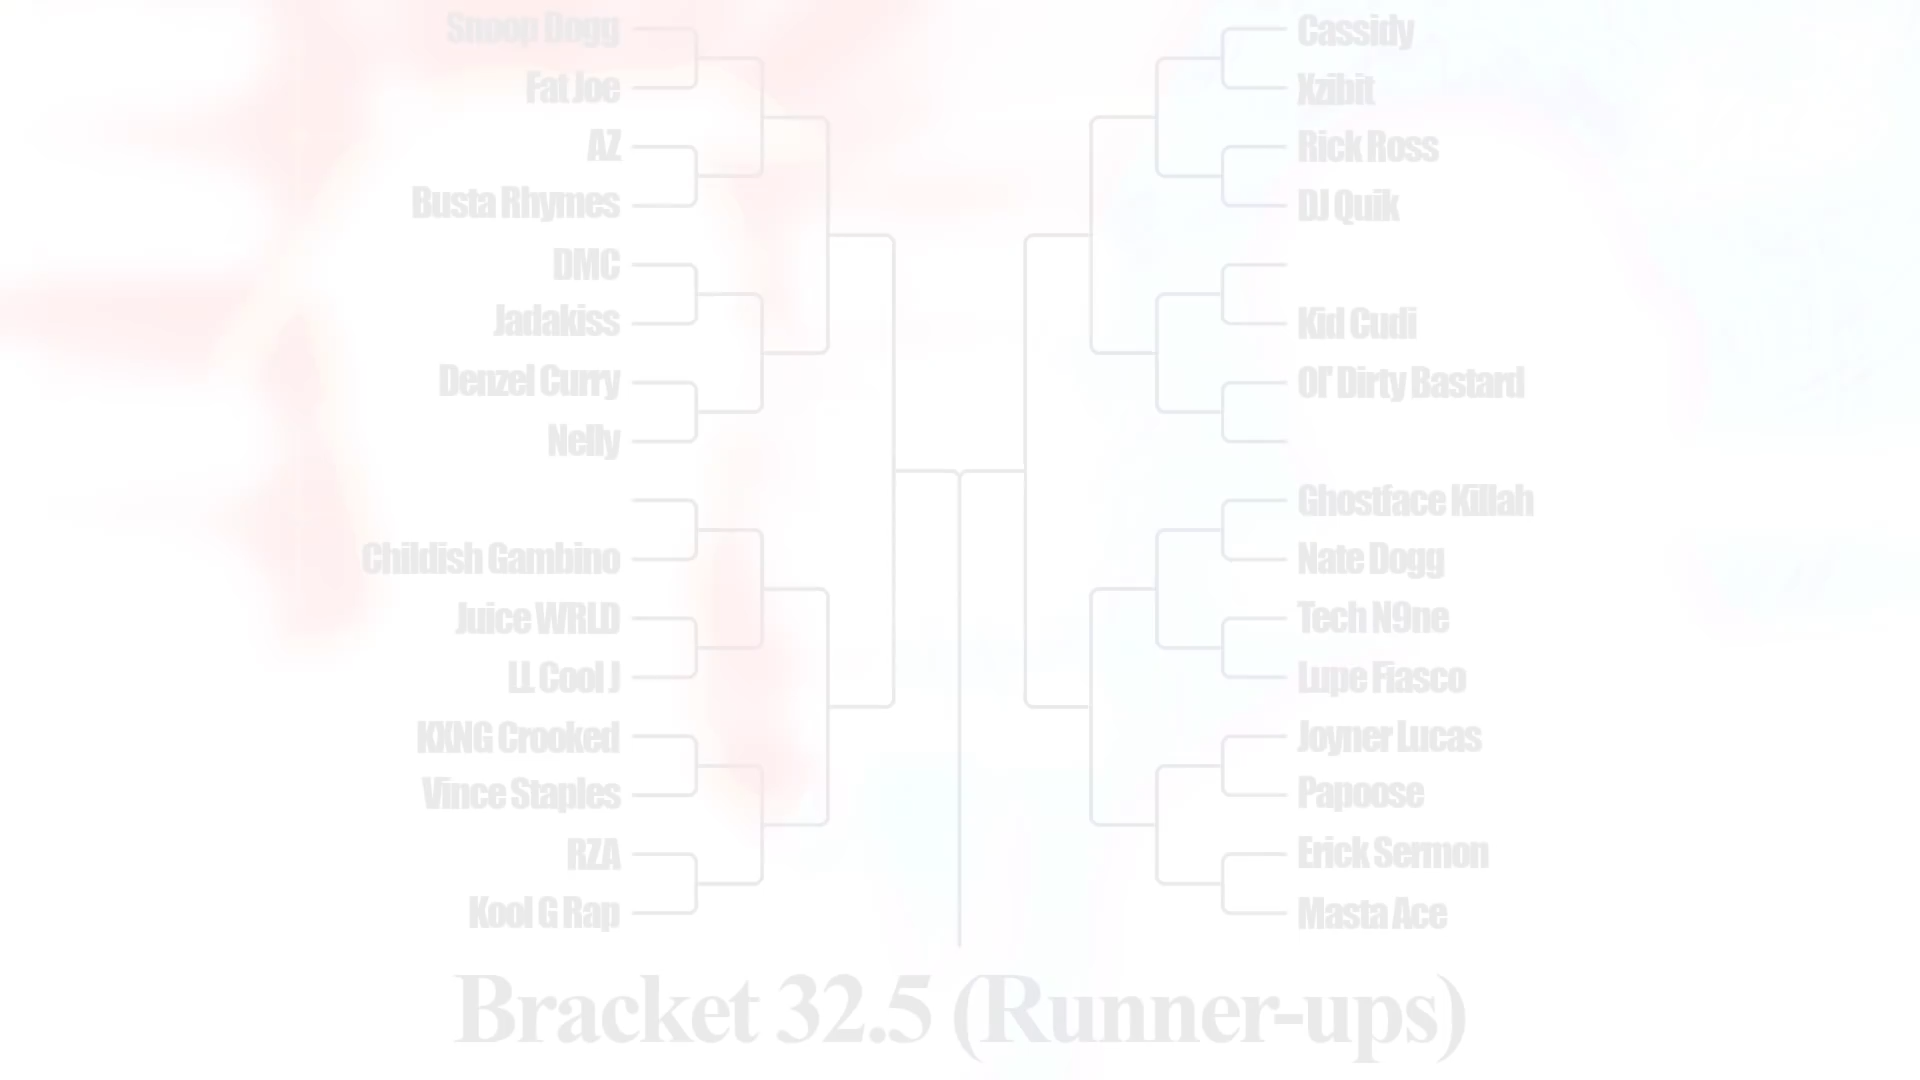 Snoop Dogg
Fat Joe
AZ
Busta Rhymes
DMC
Jadakiss
Denzel Curry
Nelly
Childish Gambino
Juice WRLD
LL Cool J
KXNG Crooked
Vince Staples
RZA
Kool G Rap
Cassidy
Xzibit
Rick Ross
DJ Quik
Kid Cudi
Ol' Dirty Bastard
Ghostface Killah
Nate Dogg
Tech N9ne
Lupe Fiasco
Joyner Lucas
Papoose
Erick Sermon
Masta Ace
Bracket 32.5 (Runner-ups)